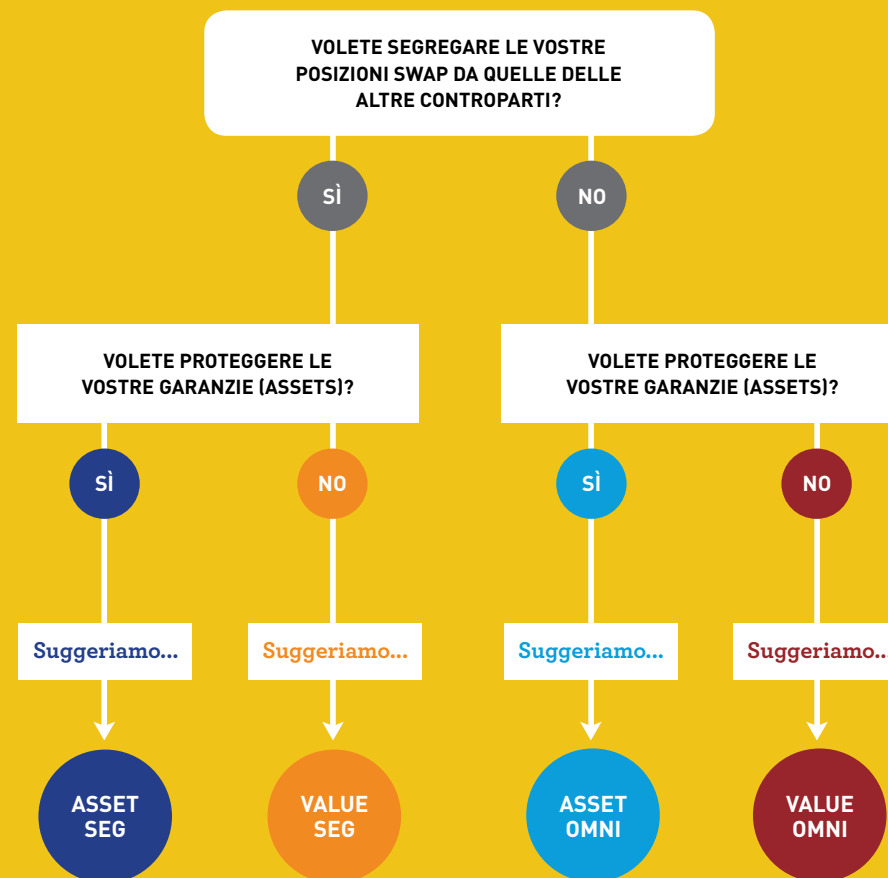 VOLETE SEGREGARE LE VOSTRE
POSIZIONI SWAP DA QUELLE DELLE
ALTRE CONTROPARTI?
SÌ
NO
VOLETE PROTEGGERE LE
VOSTRE GARANZIE (ASSETS)?
VOLETE PROTEGGERE LE
VOSTRE GARANZIE (ASSETS)?
SÌ
NO
SÌ
NO
Suggeriamo...
Suggeriamo...
Suggeriamo...
Suggeriamo...
ASSET
SEG
VALUE
SEG
ASSET
OMNI
VALUE
OMNI